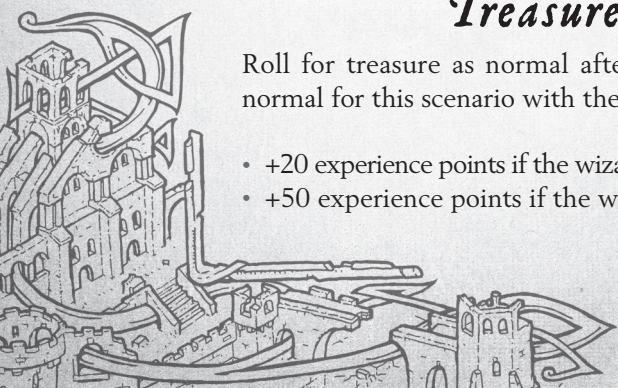 Treasure
Roll for treasure as normal afte
normal for this scenario with the
• +20 experience points if the wiza
• +50 experience points if the w